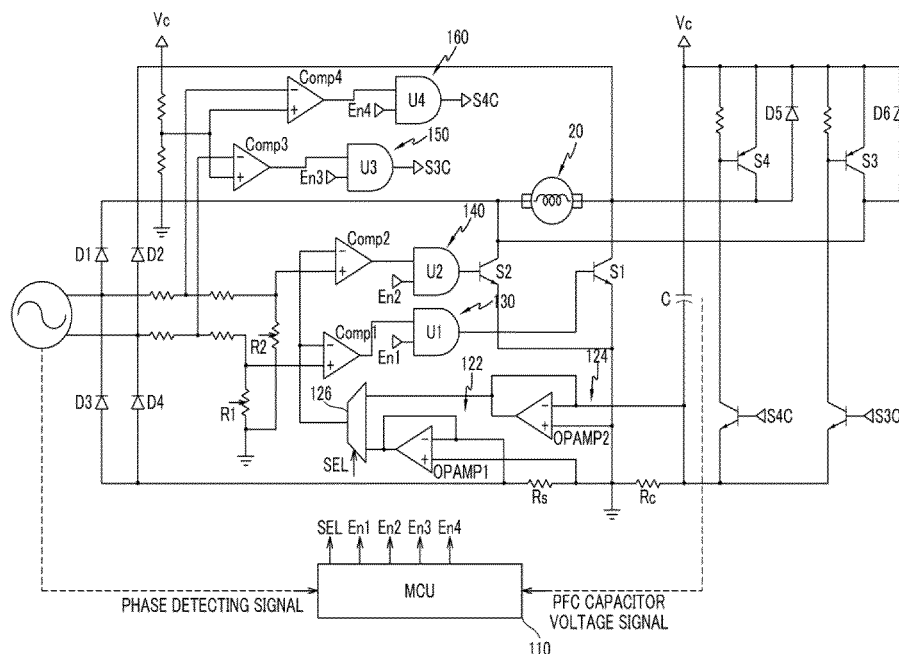 Vc
Vc
160
Comp4
U4
S4C
En4
150
Comp3
U3
S3C
En3
20
D5
D6
S4
S3
140
Comp2
D1
D2
U2
S2
S1
En2
130
C
R2
Comp1
U1
En1
124
122
126
D3
D4
R1
OPAMP2
S4C
S3C
SEL
OPAMP1
Rs
Rc
SEL
En1
En2
En3
En4
MCU
PHASE DETECTING SIGNAL
PFC CAPACITOR
VOLTAGE SIGNAL
110